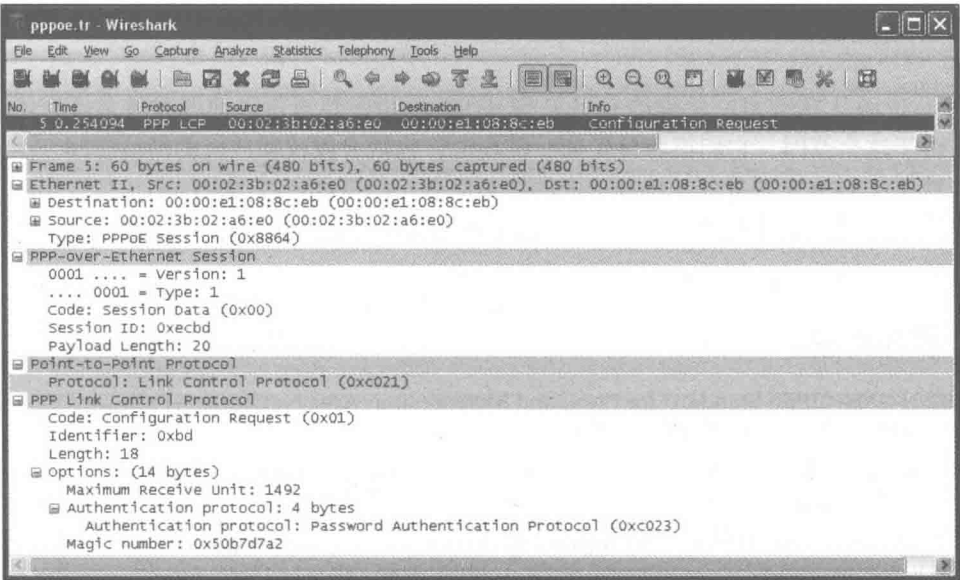 pppoe.tr - Wireshark
File Edit View Go Capture Analyze Statistics Telephony Tools Help
No. Time Protocol Source Destination Info
5 0.254094 PPP LCP 00:02:3b:02:a6:e0 00:00:e1:08:8c:eb Configuration Request
Frame 5: 60 bytes on wire (480 bits), 60 bytes captured (480 bits)
Ethernet II, Src: 00:02:3b:02:a6:e0 (00:02:3b:02:a6:e0), Dst: 00:00:e1:08:8c:eb (00:00:e1:08:8c:eb)
Destination: 00:00:e1:08:8c:eb (00:00:e1:08:8c:eb)
Source: 00:02:3b:02:a6:e0 (00:02:3b:02:a6:e0)
Type: PPPoE Session (0x8864)
PPP-over-Ethernet Session
0001 .... = Version: 1
.... 0001 = Type: 1
Code: Session Data (0x00)
Session ID: 0xecbd
Payload Length: 20
Point-to-Point Protocol
Protocol: Link Control Protocol (0xc021)
PPP Link Control Protocol
Code: Configuration Request (0x01)
Identifier: 0xbd
Length: 18
Options: (14 bytes)
Maximum Receive Unit: 1492
Authentication protocol: 4 bytes
Authentication protocol: Password Authentication Protocol (0xc023)
Magic number: 0x50b7d7a2